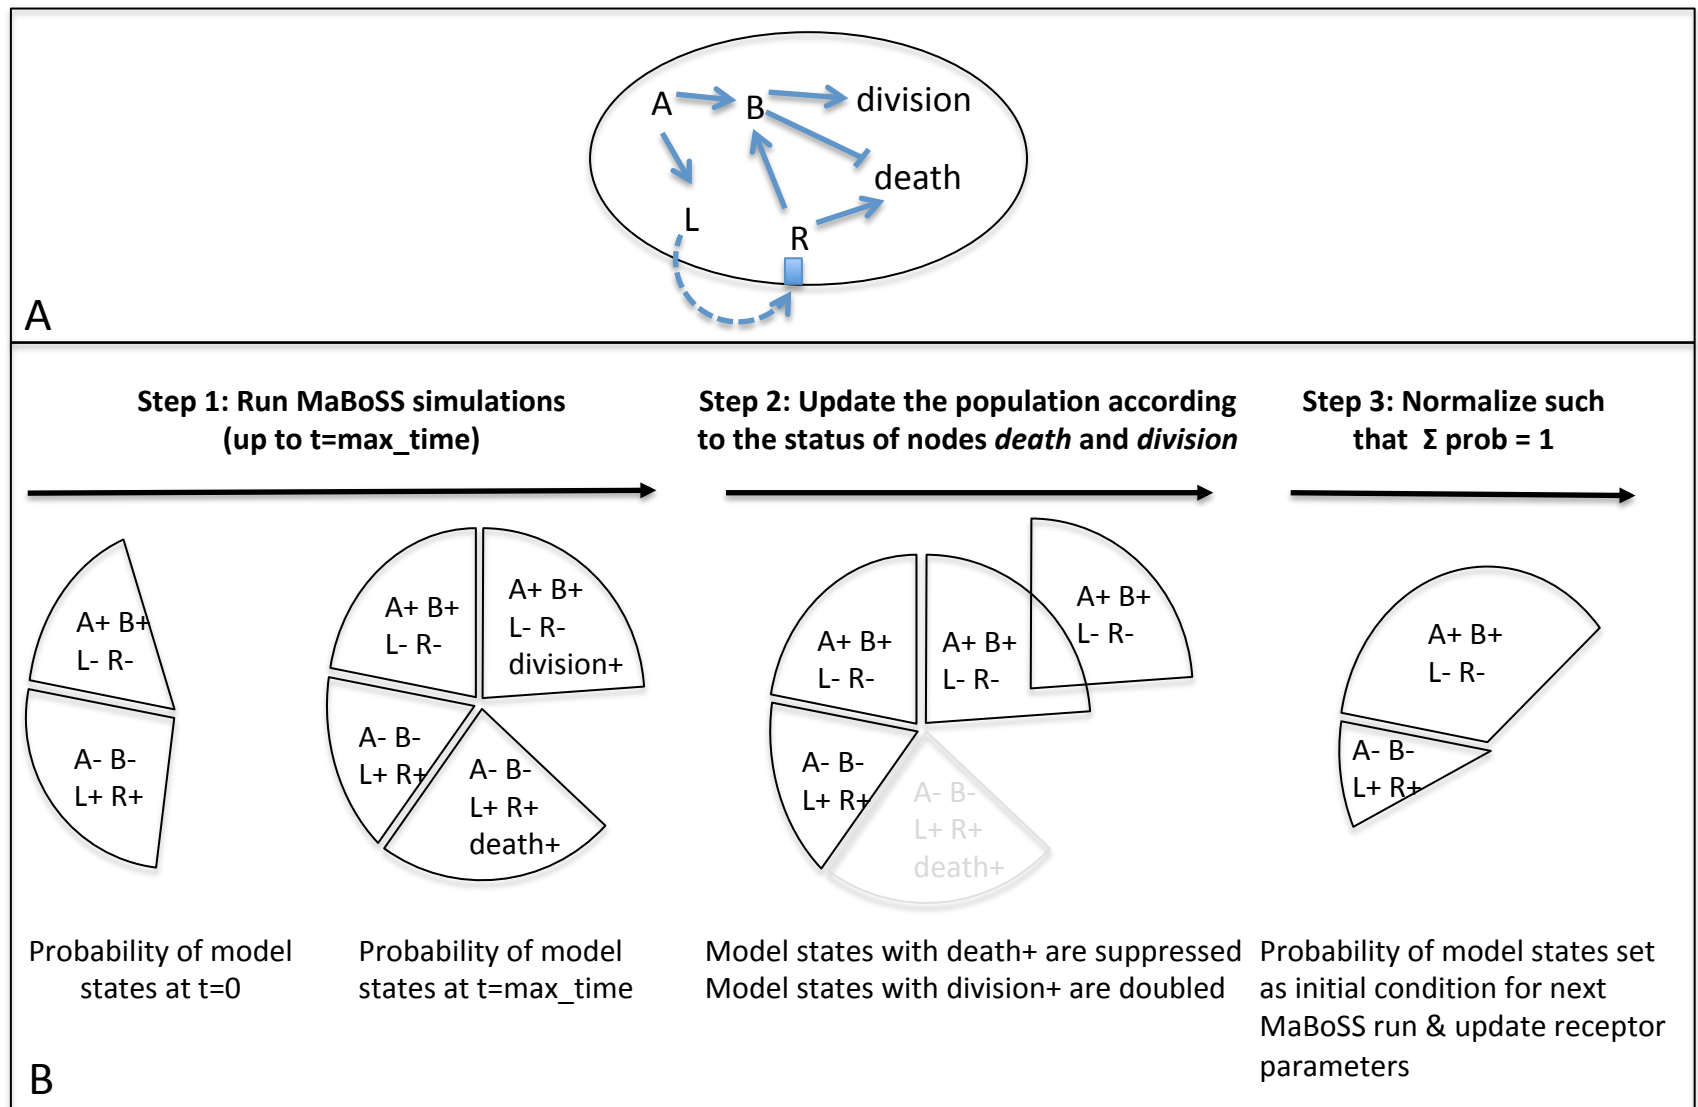 A
B
division
death
L
R
A
Step 1: Run MaBoSS simulations
(up to t=max_time)
Step 2: Update the population according
to the status of nodes death and division
Step 3: Normalize such
that Σ prob = 1
A+ B+
L- R-
A- B-
L+ R+
A+ B+
L- R-
A+ B+
L- R-
division+
A- B-
L+ R+
A- B-
L+ R+
death+
A+ B+
L- R-
A+ B+
L- R-
A+ B+
L- R-
A- B-
L+ R+
A- B-
L+ R+
death+
A+ B+
L- R-
A- B-
L+ R+
Probability of model
states at t=0
Probability of model
states at t=max_time
Model states with death+ are suppressed
Model states with division+ are doubled
Probability of model states set
as initial condition for next
MaBoSS run & update receptor
parameters
B